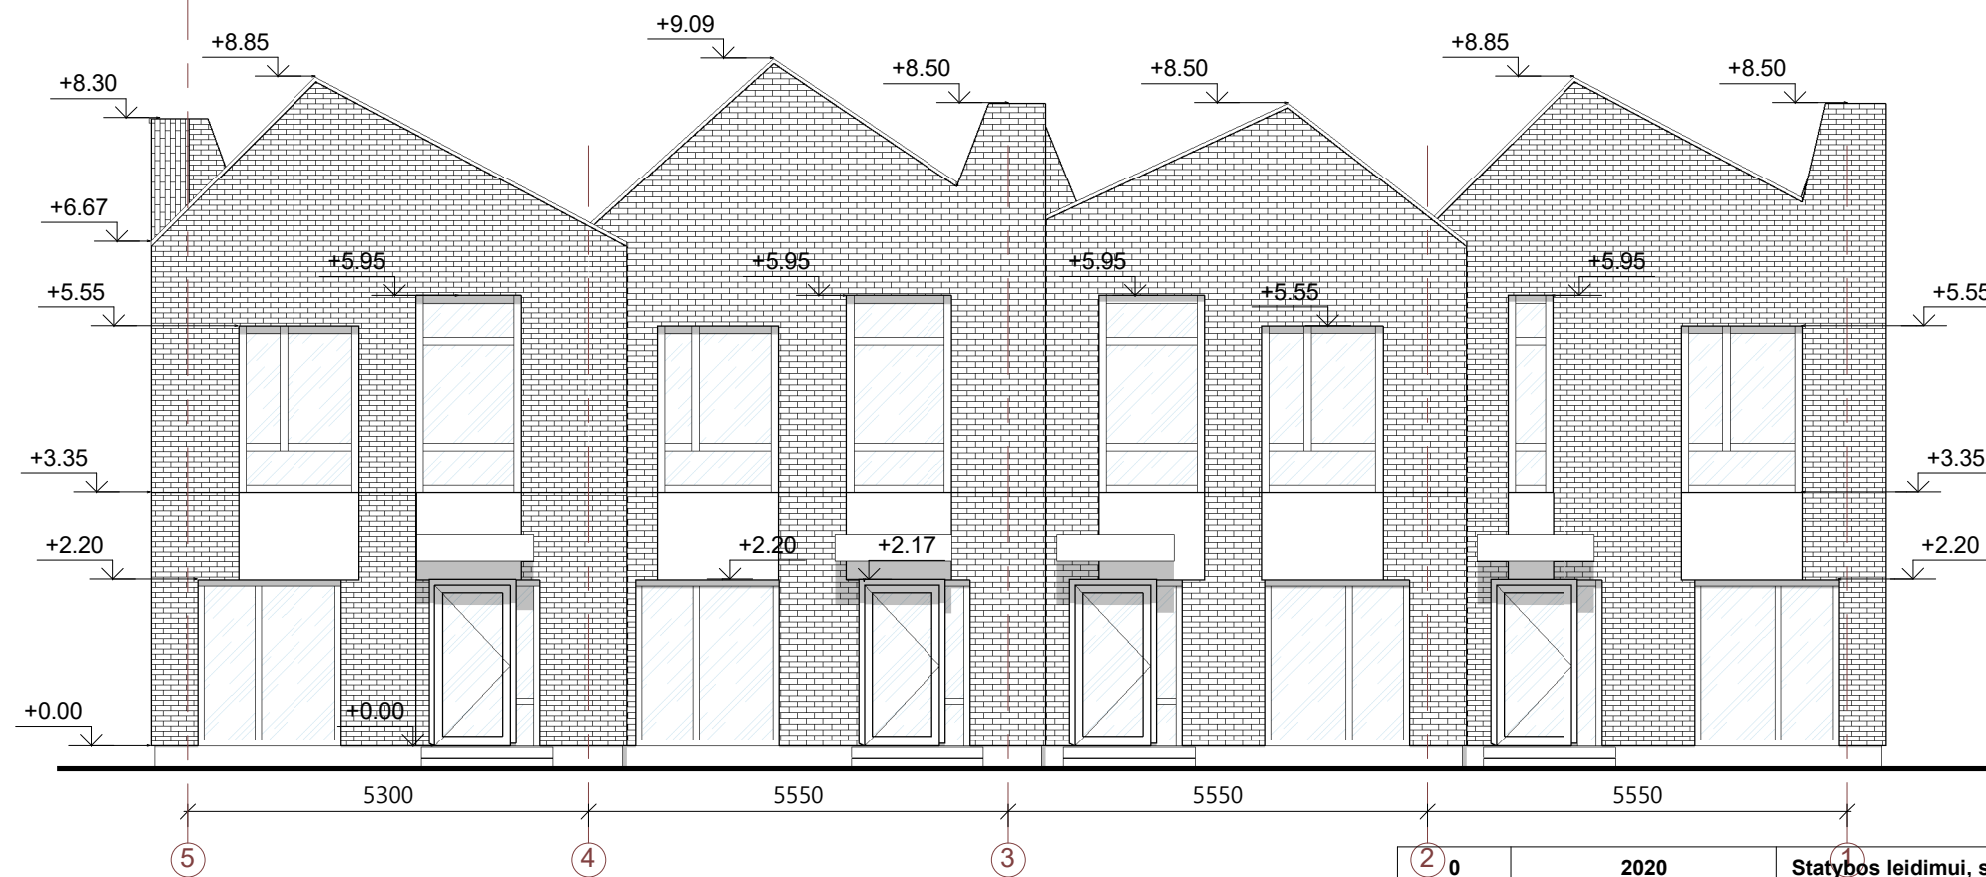 +9.09
+8.85 +8.85
+8.30 +8.50 +8.50 +8.50
+6.67
+5.95 +5.95 +5.95 +5.95
+5.55 +5.55 +5.55
+3.35 +3.35
+2.20 +2.20 +2.17 +2.20
+0.00 +0.00
5300 5550 5550 5550
5 4 3 2 1
0 2020 Statybos leidimui, s